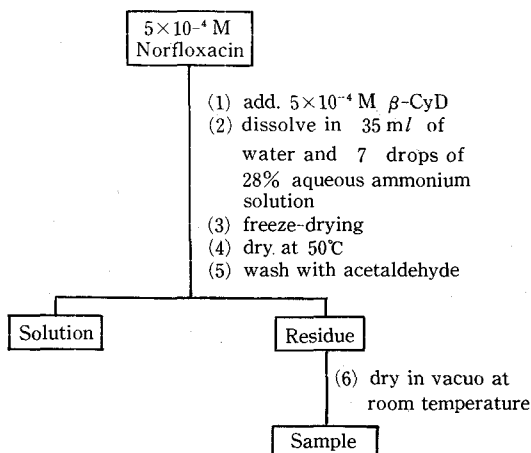 5×10⁻⁴ M
Norfloxacin
(1) add. 5×10⁻⁴ M β-CyD
(2) dissolve in 35 ml of
water and 7 drops of
28% aqueous ammonium
solution
(3) freeze-drying
(4) dry. at 50℃
(5) wash with acetaldehyde
Solution
Residue
(6) dry in vacuo at
room temperature
Sample